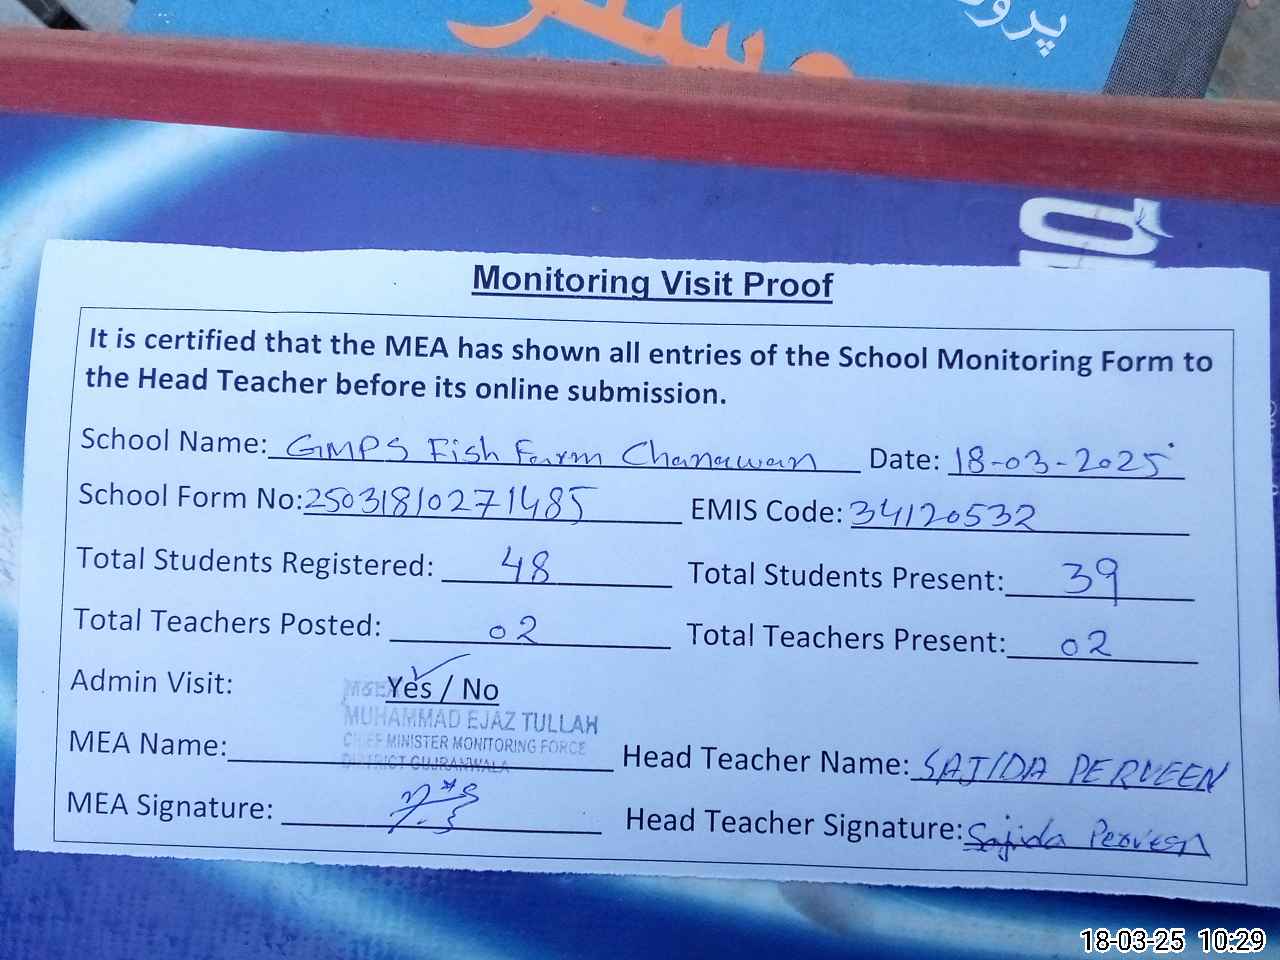 پرو
Monitoring Visit Proof
It is certified that the MEA has shown all entries of the School Monitoring Form to
the Head Teacher before its online submission.
School Name: GMPS Fish Farm Chanawan Date: 18-03-2025
School Form No: 25031810271485 EMIS Code: 34120532
Total Students Registered: 48 Total Students Present: 39
Total Teachers Posted: 02 Total Teachers Present: 02
Admin Visit: Yes / No
MUHAMMAD EJAZ TULLAH
CHIEF MINISTER MONITORING FORCE
DISTRICT GUJRANWALA
MEA Name: Head Teacher Name: SAJIDA PERVEEN
MEA Signature: Head Teacher Signature: Sajida Perveen
18-03-25 10:29